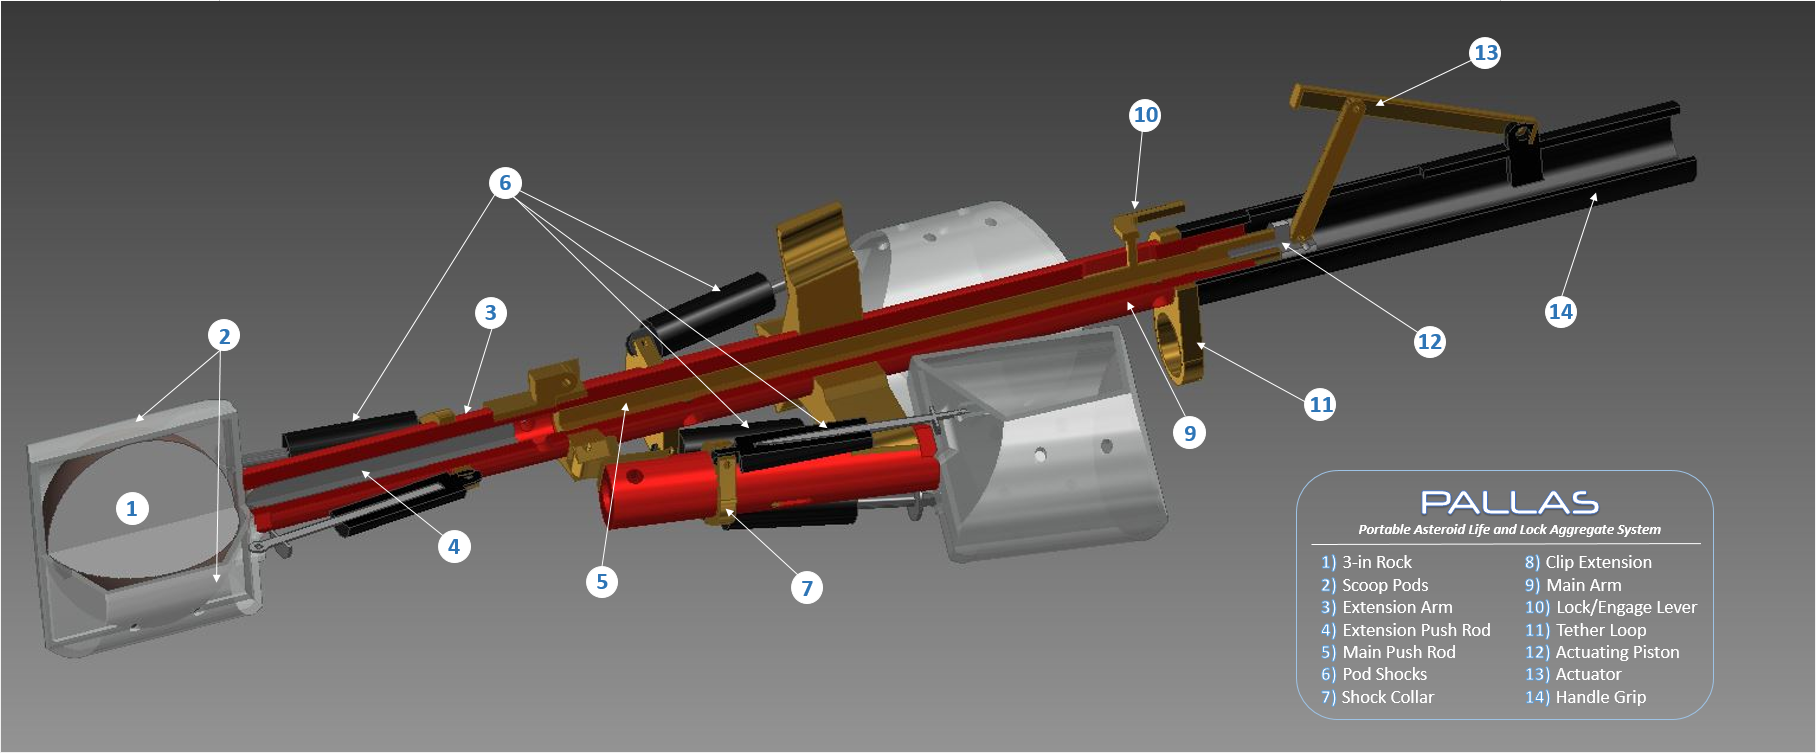 13
10
6
3
2
14
12
11
9
1
4
5
7
PALLAS
Portable Asteroid Life and Lock Aggregate System
1) 3-in Rock
2) Scoop Pods
3) Extension Arm
4) Extension Push Rod
5) Main Push Rod
6) Pod Shocks
7) Shock Collar
8) Clip Extension
9) Main Arm
10) Lock/Engage Lever
11) Tether Loop
12) Actuating Piston
13) Actuator
14) Handle Grip